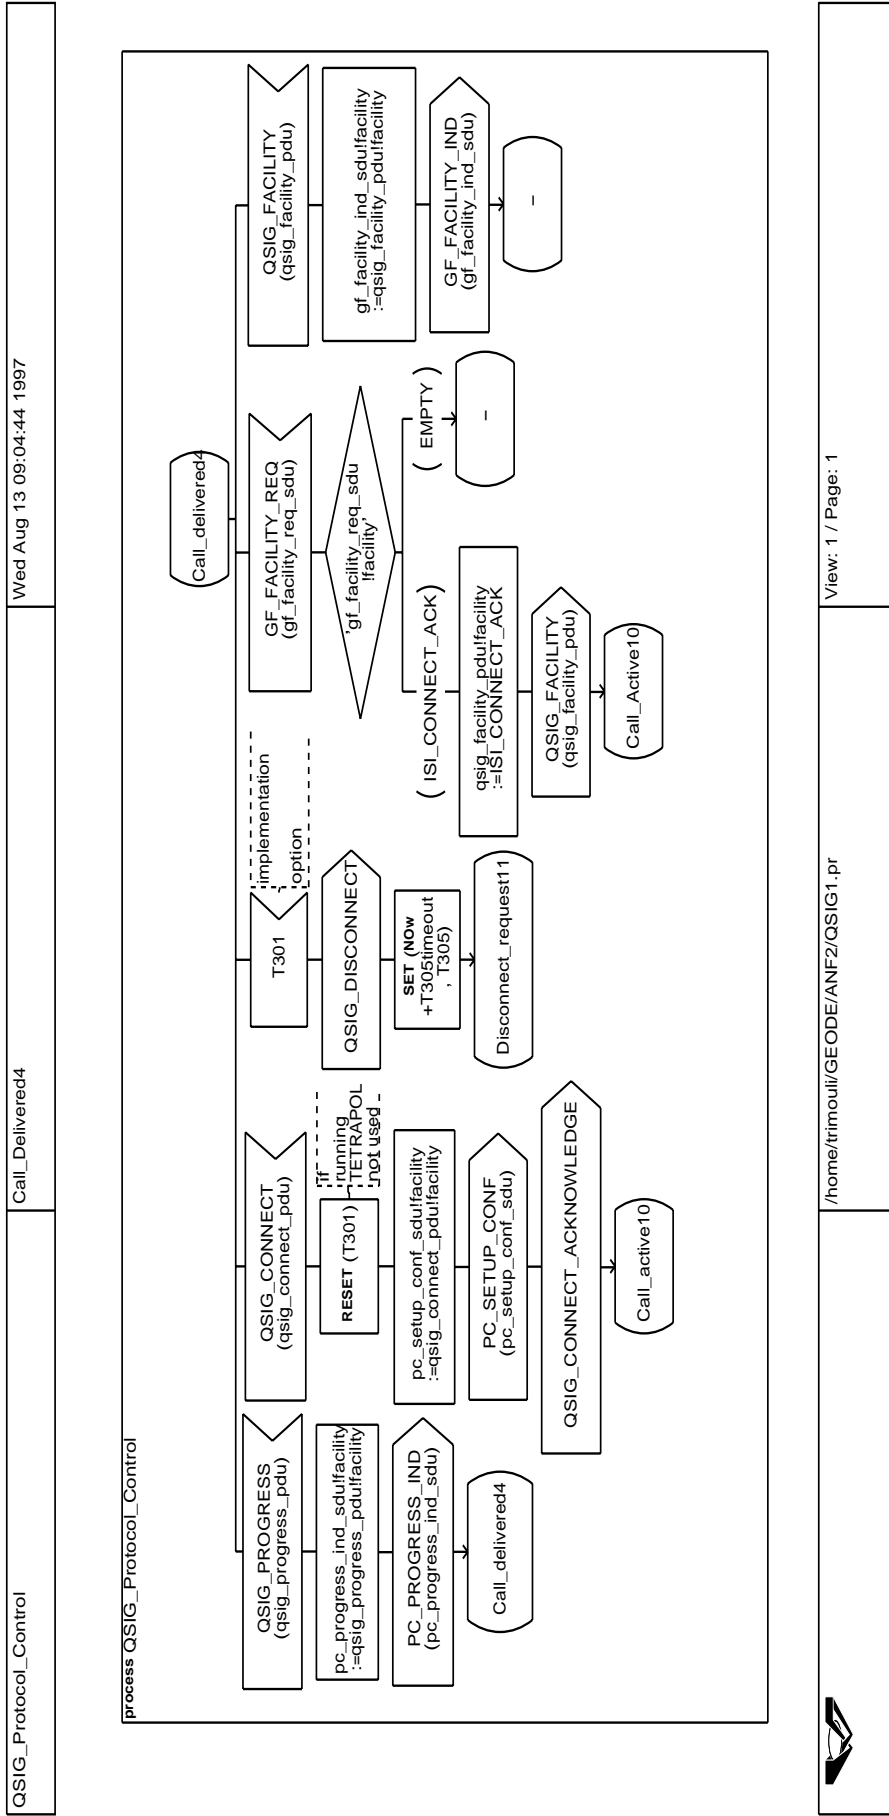 QSIG_Protocol_Control
Call_Delivered4
Wed Aug 13 09:04:44 1997
process QSIG_Protocol_Control
Call_delivered4
QSIG_PROGRESS
(qsig_progress_pdu)
pc_progress_ind_sdu!facility
:=qsig_progress_pdu!facility
PC_PROGRESS_IND
(pc_progress_ind_sdu)
Call_delivered4
QSIG_CONNECT
(qsig_connect_pdu)
RESET (T301)
if
running
TETRAPOL
not used
pc_setup_conf_sdu!facility
:=qsig_connect_pdu!facility
PC_SETUP_CONF
(pc_setup_conf_sdu)
QSIG_CONNECT_ACKNOWLEDGE
Call_active10
T301
implementation
option
QSIG_DISCONNECT
SET (NOw
+T305timeout
, T305)
Disconnect_request11
GF_FACILITY_REQ
(gf_facility_req_sdu)
'gf_facility_req_sdu
!facility'
( ISI_CONNECT_ACK )
qsig_facility_pdu!facility
:=ISI_CONNECT_ACK
QSIG_FACILITY
(qsig_facility_pdu)
Call_Active10
( EMPTY )
-
QSIG_FACILITY
(qsig_facility_pdu)
gf_facility_ind_sdu!facility
:=qsig_facility_pdu!facility
GF_FACILITY_IND
(gf_facility_ind_sdu)
-
/home/trimouli/GEODE/ANF2/QSIG1.pr
View: 1 / Page: 1